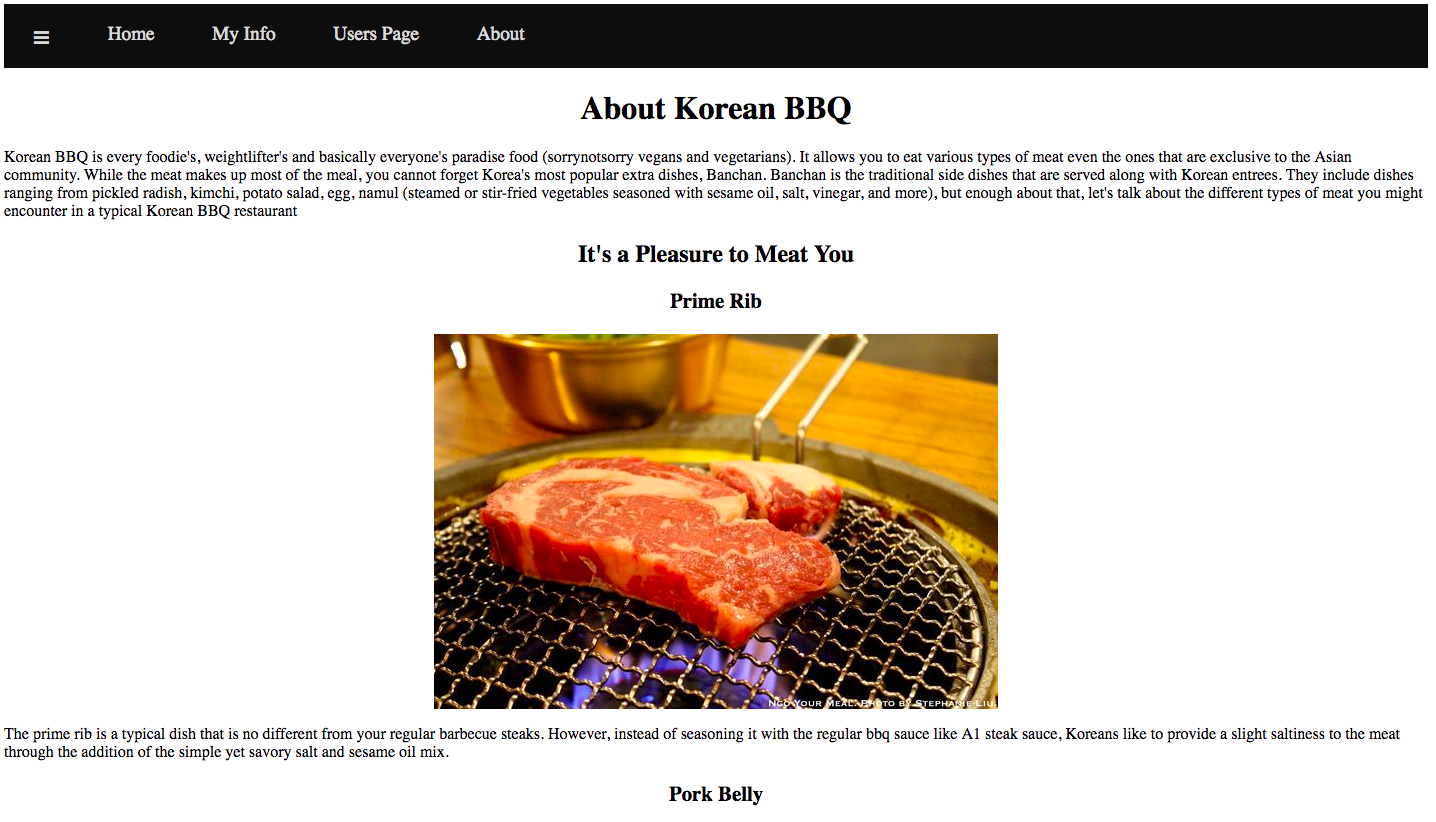 Home My Info Users Page About
About Korean BBQ
Korean BBQ is every foodie's, weightlifter's and basically everyone's paradise food (sorrynotsorry vegans and vegetarians). It allows you to eat various types of meat even the ones that are exclusive to the Asian
community. While the meat makes up most of the meal, you cannot forget Korea's most popular extra dishes, Banchan. Banchan is the traditional side dishes that are served along with Korean entrees. They include dishes
ranging from pickled radish, kimchi, potato salad, egg, namul (steamed or stir-fried vegetables seasoned with sesame oil, salt, vinegar, and more), but enough about that, let's talk about the different types of meat you might
encounter in a typical Korean BBQ restaurant
It's a Pleasure to Meat You
Prime Rib
Ngo Your Meal. Photo by Stephanie Liu
The prime rib is a typical dish that is no different from your regular barbecue steaks. However, instead of seasoning it with the regular bbq sauce like A1 steak sauce, Koreans like to provide a slight saltiness to the meat
through the addition of the simple yet savory salt and sesame oil mix.
Pork Belly